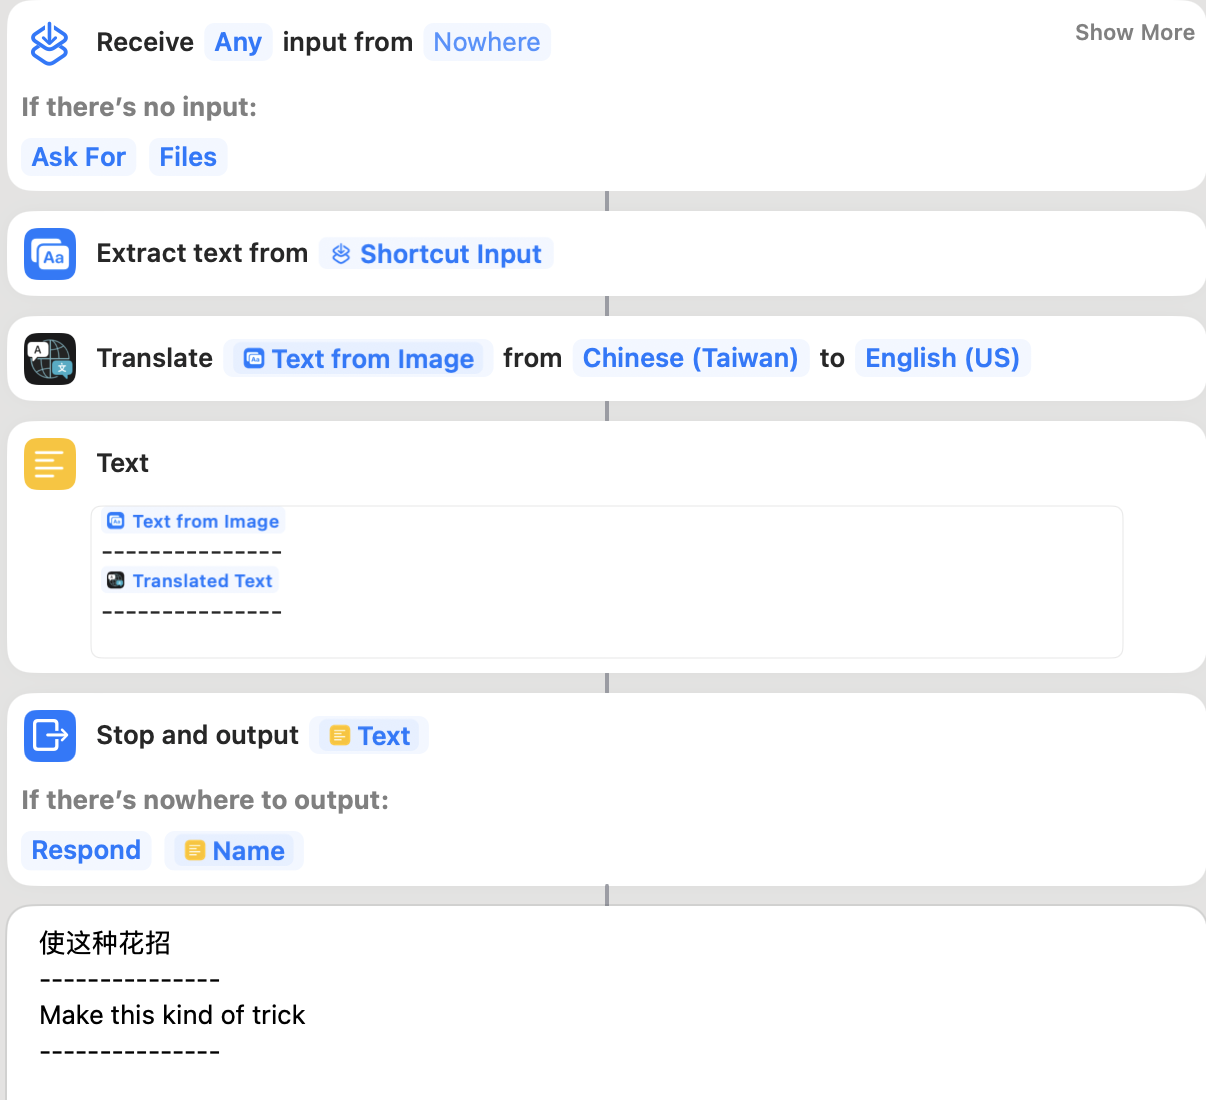 Receive Any input from Nowhere
Show More
If there's no input:
Ask For Files
Extract text from Shortcut Input
Translate Text from Image from Chinese (Taiwan) to English (US)
Text
Text from Image
---------------
Translated Text
---------------
Stop and output Text
If there's nowhere to output:
Respond Name
使这种花招
---------------
Make this kind of trick
---------------